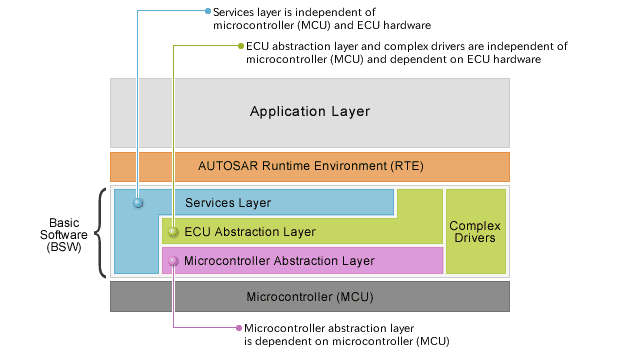 Services layer is independent of
microcontroller (MCU) and ECU hardware
ECU abstraction layer and complex drivers are independent of
microcontroller (MCU) and dependent on ECU hardware
Application Layer
AUTOSAR Runtime Environment (RTE)
Basic
Software
(BSW)
Services Layer
ECU Abstraction Layer
Complex
Drivers
Microcontroller Abstraction Layer
Microcontroller (MCU)
Microcontroller abstraction layer
is dependent on microcontroller (MCU)